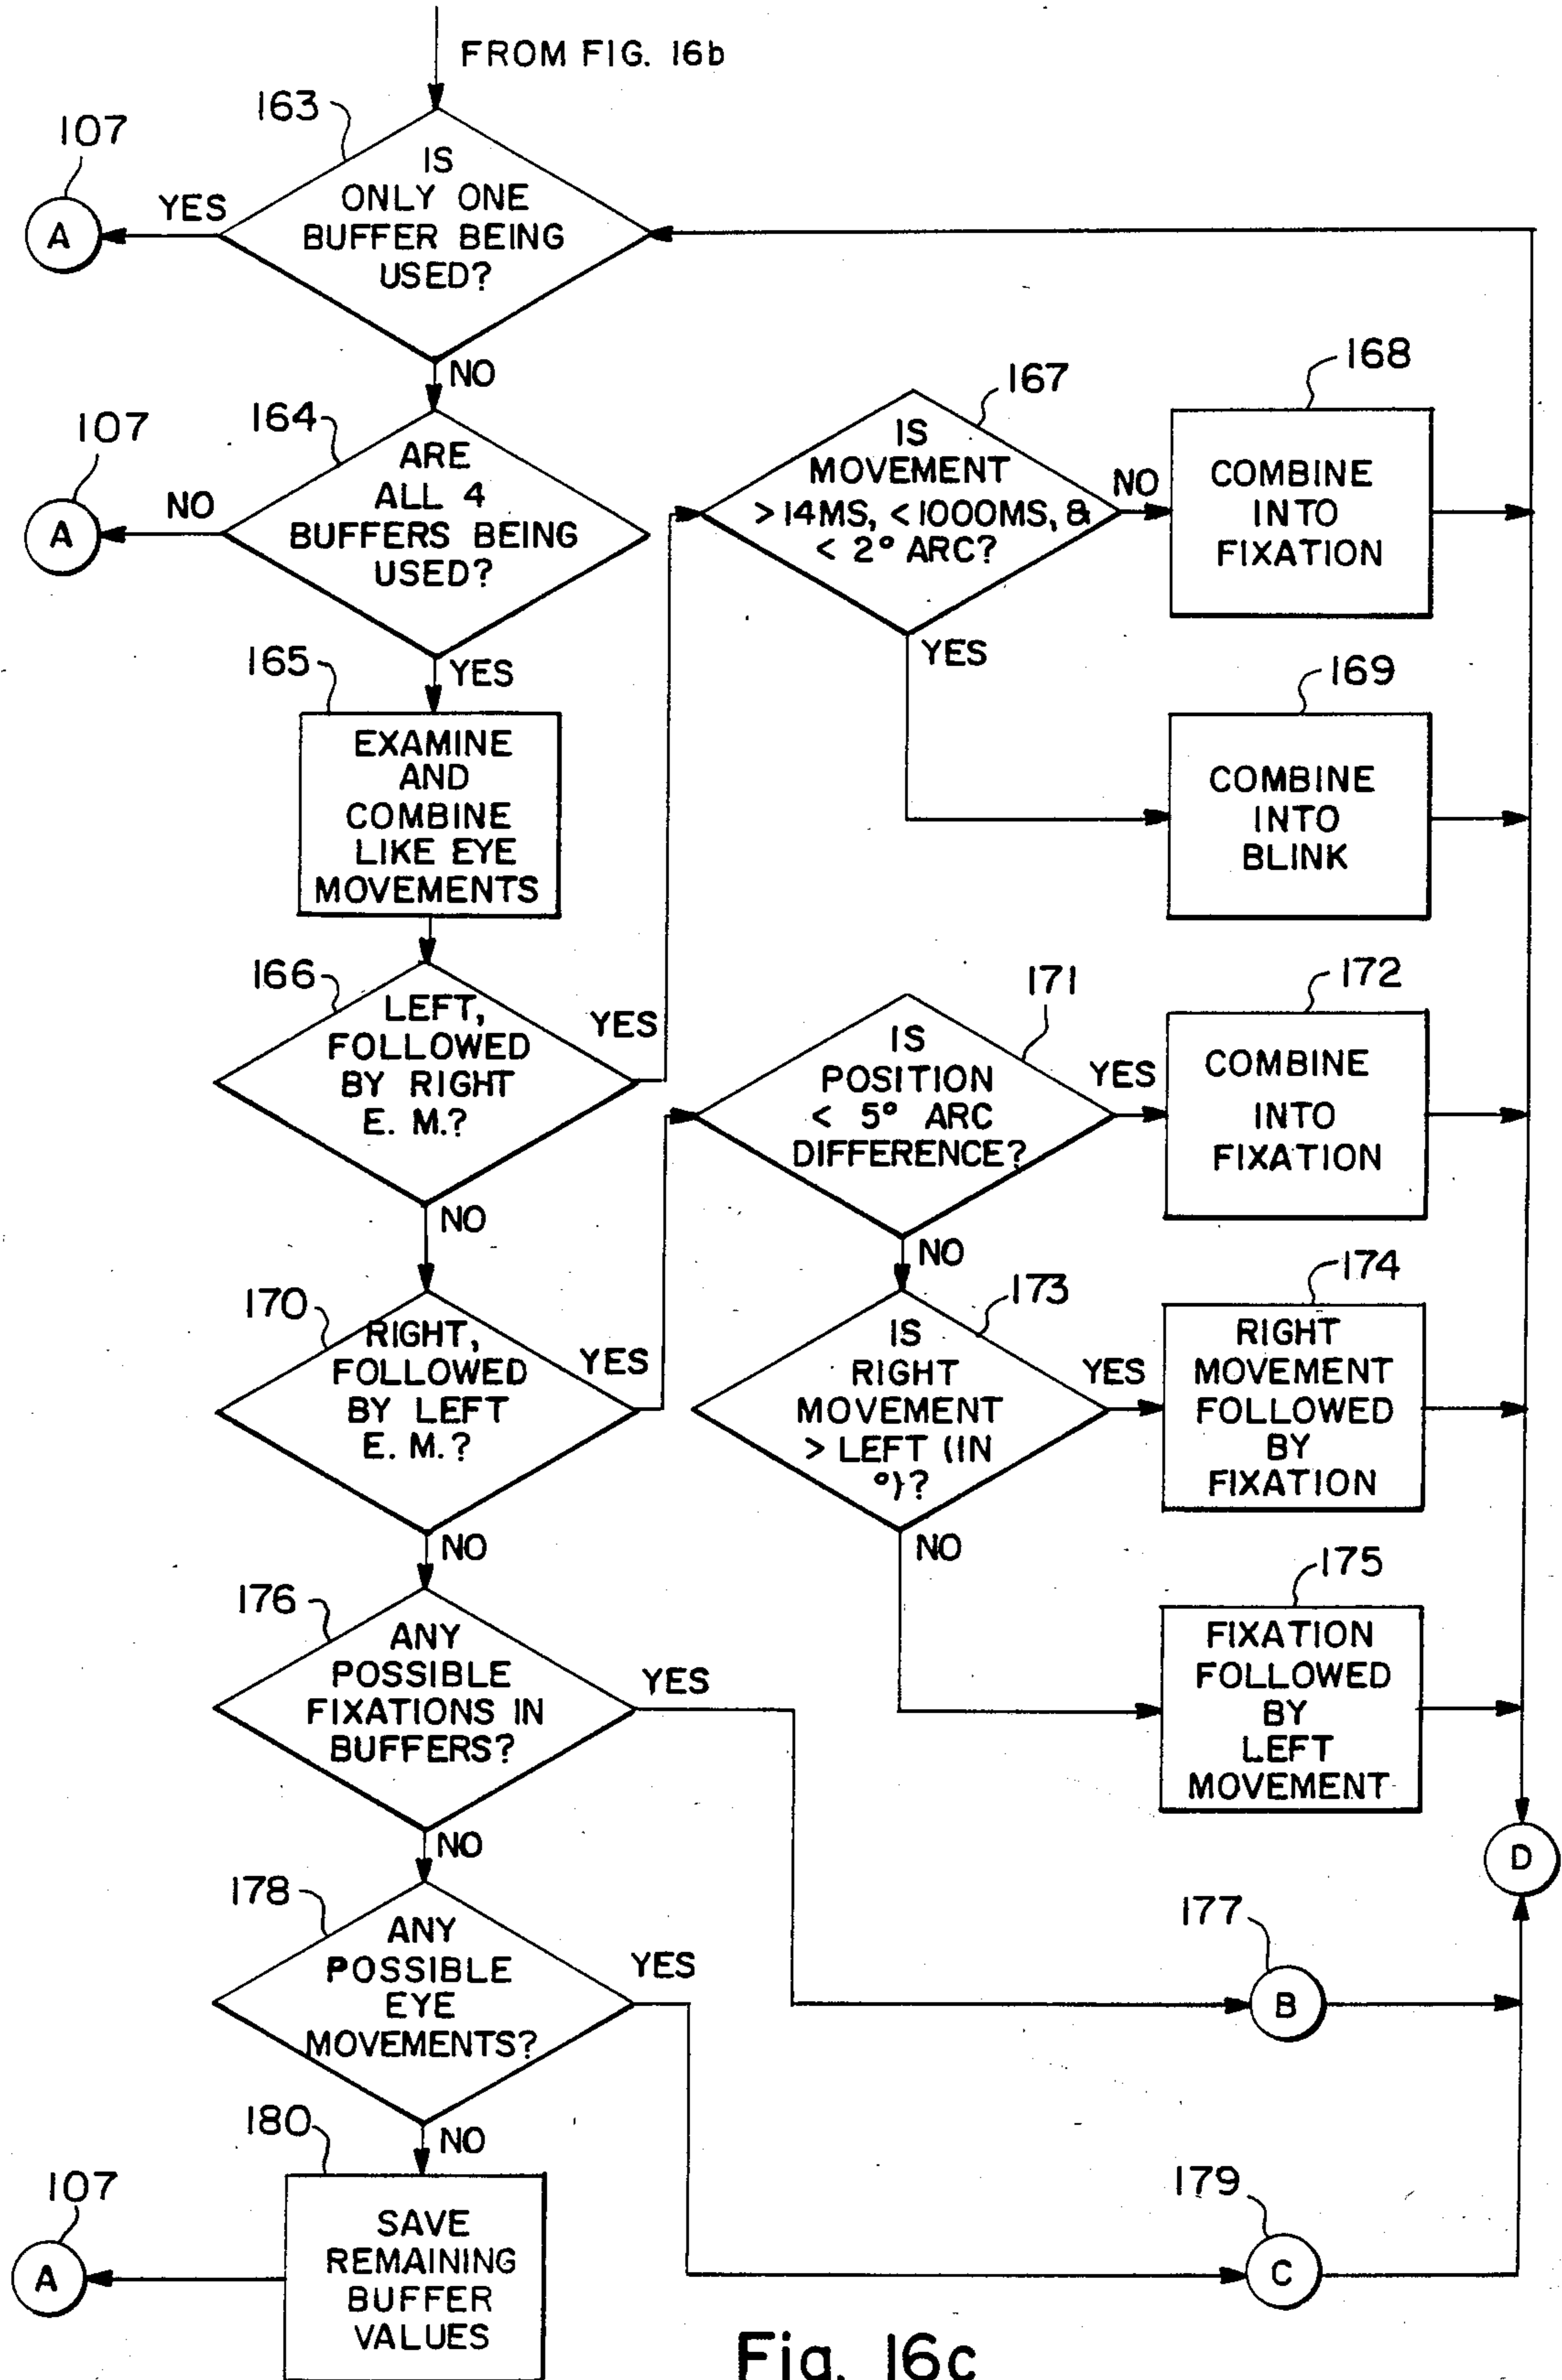 FROM FIG. 16b
163
107
IS
ONLY ONE
BUFFER BEING
USED?
YES
A
NO
164
107
ARE
ALL 4
BUFFERS BEING
USED?
NO
A
YES
167
IS
MOVEMENT
>14MS, <1000MS, &
< 2° ARC?
NO
YES
168
COMBINE
INTO
FIXATION
165
EXAMINE
AND
COMBINE
LIKE EYE
MOVEMENTS
169
COMBINE
INTO
BLINK
166
LEFT,
FOLLOWED
BY RIGHT
E. M.?
YES
NO
171
IS
POSITION
< 5° ARC
DIFFERENCE?
YES
NO
172
COMBINE
INTO
FIXATION
170
RIGHT,
FOLLOWED
BY LEFT
E. M.?
YES
NO
173
IS
RIGHT
MOVEMENT
> LEFT (IN
°)?
YES
NO
174
RIGHT
MOVEMENT
FOLLOWED
BY
FIXATION
175
FIXATION
FOLLOWED
BY
LEFT
MOVEMENT
176
ANY
POSSIBLE
FIXATIONS IN
BUFFERS?
YES
NO
D
177
B
178
ANY
POSSIBLE
EYE
MOVEMENTS?
YES
NO
179
C
180
107
A
SAVE
REMAINING
BUFFER
VALUES
Fig. 16c